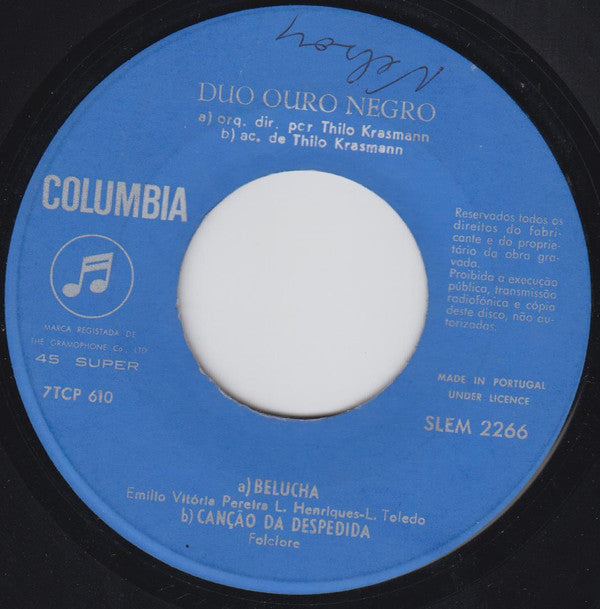 Nelson
DUO OURO NEGRO
a) orq. dir. por Thilo Krasmann
b) ac. de Thilo Krasmann
COLUMBIA
MARCA REGISTADA DE
THE GRAMOPHONE Co., LTD
45 SUPER
7TCP 610
Reservados todos os
direitos do fabri-
cante e do proprie-
tário da obra gra-
vada.
Proibida a execução
pública, transmissão
radiofónica e cópia
deste disco, não au-
torizadas.
MADE IN PORTUGAL
UNDER LICENCE
SLEM 2266
a) BELUCHA
Emílio Vitória Pereira L. Henriques-L. Toledo
b) CANÇÃO DA DESPEDIDA
Folclore